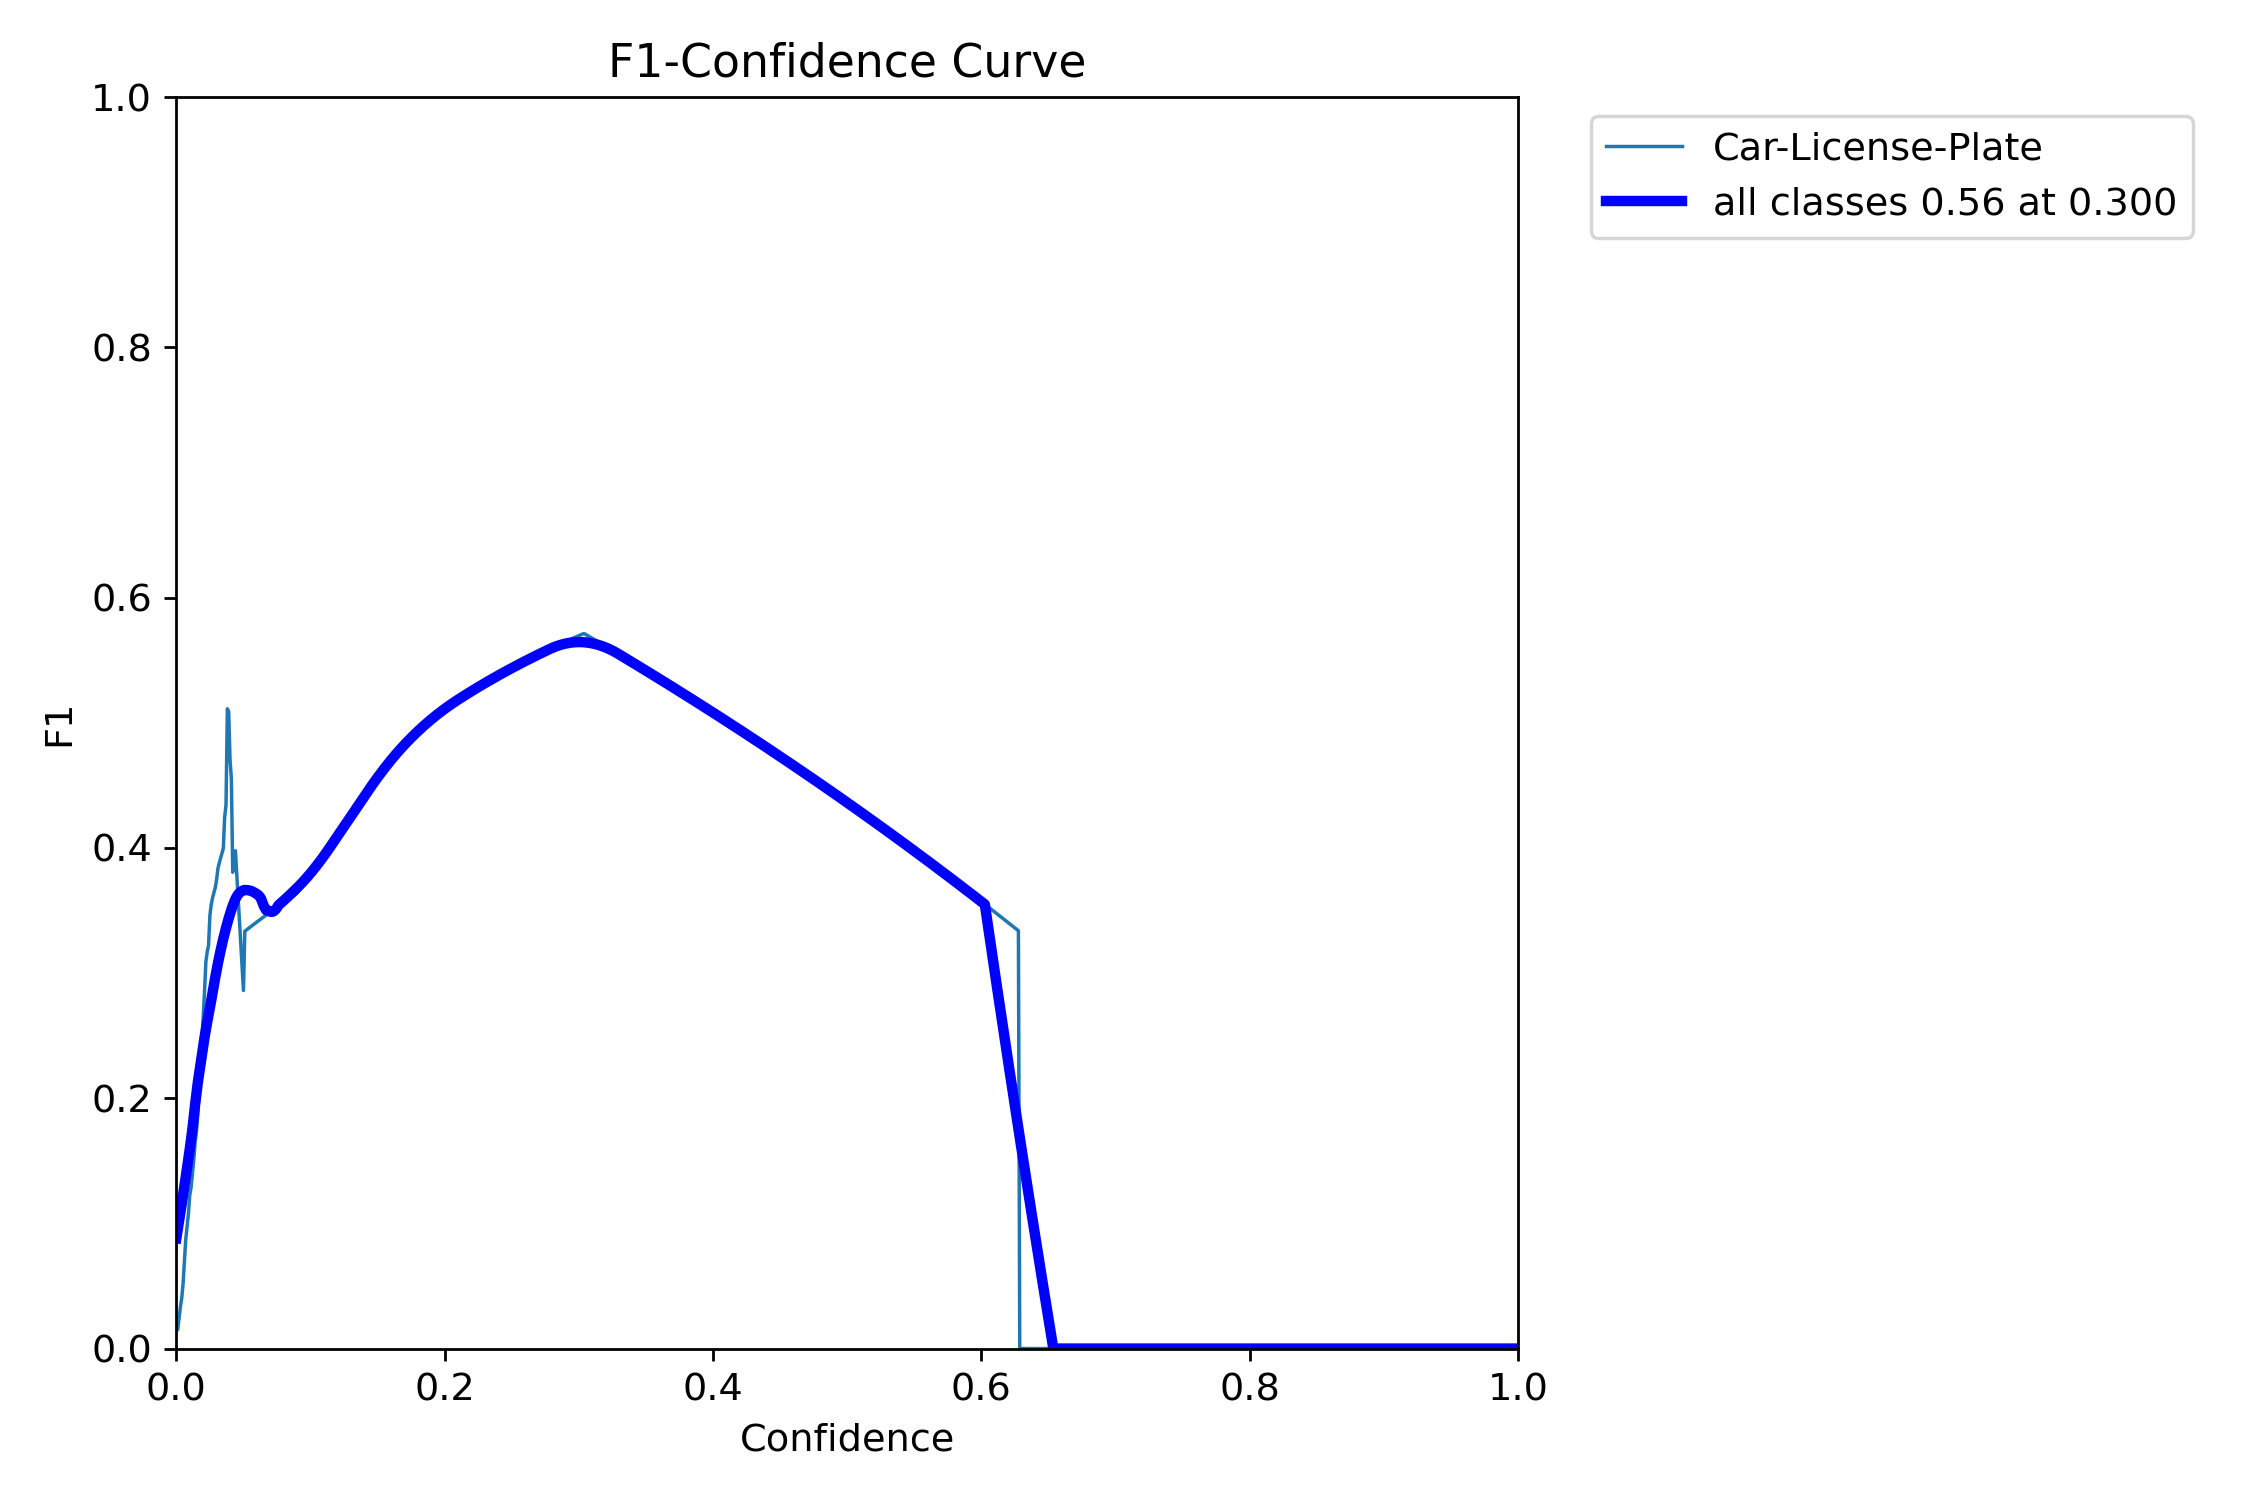 F1-Confidence Curve
1.0
0.8
0.6
0.4
0.2
0.0
F1
0.0 0.2 0.4 0.6 0.8 1.0
Confidence
Car-License-Plate
all classes 0.56 at 0.300